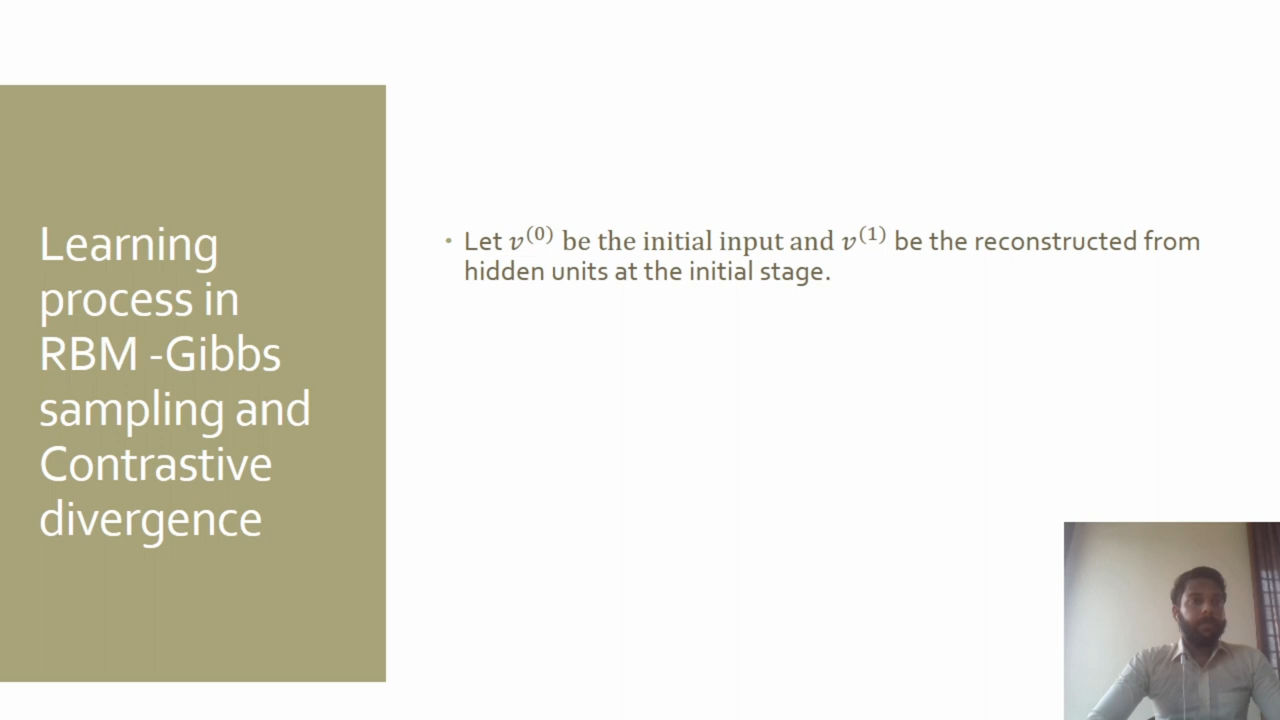 Learning
process in
RBM -Gibbs
sampling and
Contrastive
divergence
• Let 𝑣⁽⁰⁾ be the initial input and 𝑣⁽¹⁾ be the reconstructed from
hidden units at the initial stage.